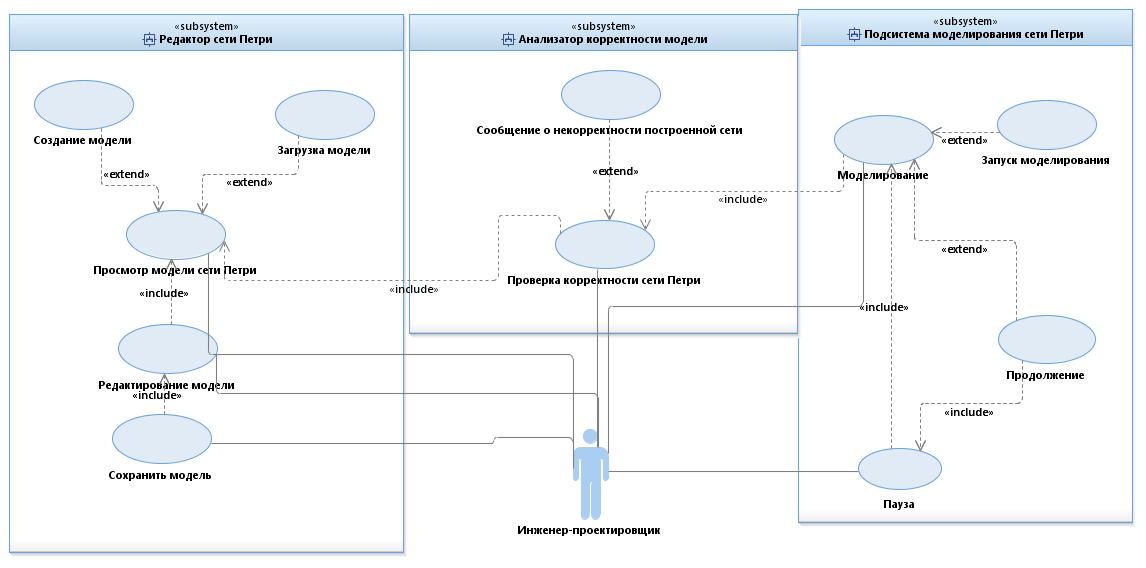 «subsystem»
Редактор сети Петри
Создание модели
Загрузка модели
«extend»
«extend»
Просмотр модели сети Петри
«include»
Редактирование модели
«include»
Сохранить модель
«subsystem»
Анализатор корректности модели
Сообщение о некорректности построенной сети
«extend»
«include»
Проверка корректности сети Петри
«include»
Инженер-проектировщик
«subsystem»
Подсистема моделирования сети Петри
Моделирование
«extend»
Запуск моделирования
«extend»
«include»
Продолжение
«include»
Пауза